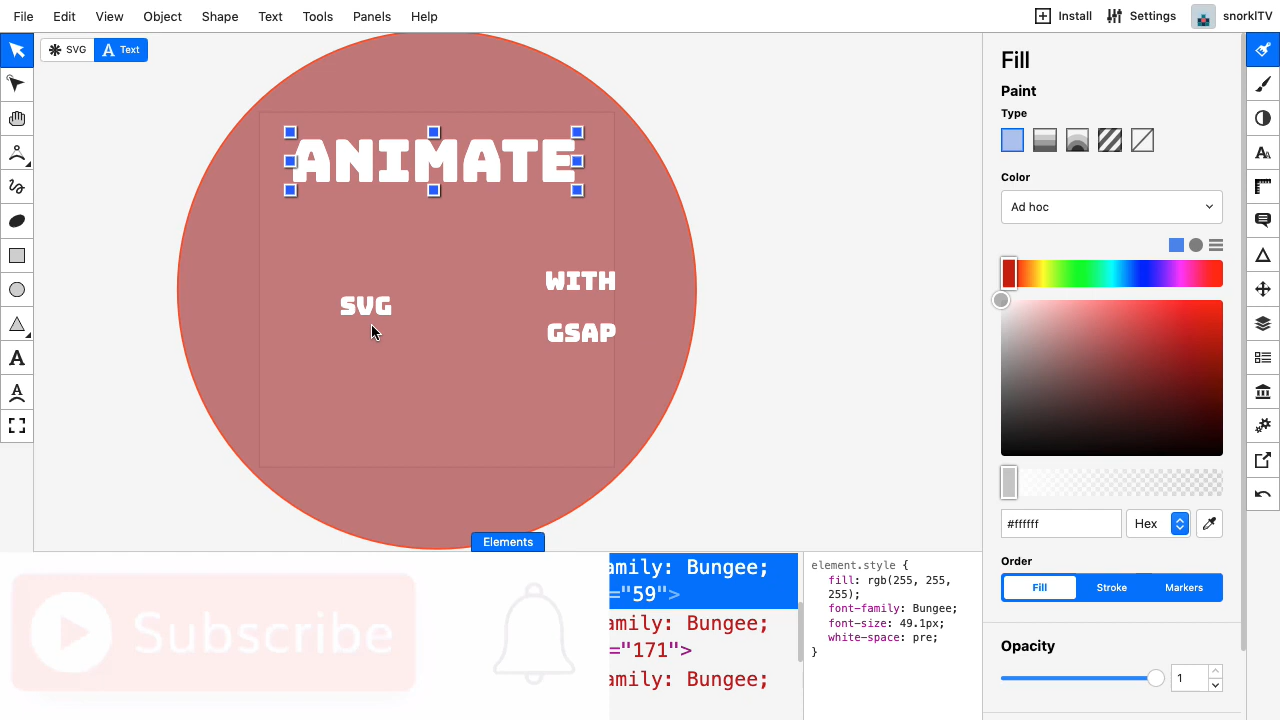 File Edit View Object Shape Text Tools Panels Help Install Settings snorklTV
SVG Text
ANIMATE
WITH
SVG
GSAP
Fill
Paint
Type
Color
Ad hoc
#ffffff Hex
Order
Fill Stroke Markers
Opacity
1
Elements
Subscribe
amily: Bungee;
="59">
amily: Bungee;
="171">
amily: Bungee;
element.style {
fill: rgb(255, 255,
255);
font-family: Bungee;
font-size: 49.1px;
white-space: pre;
}